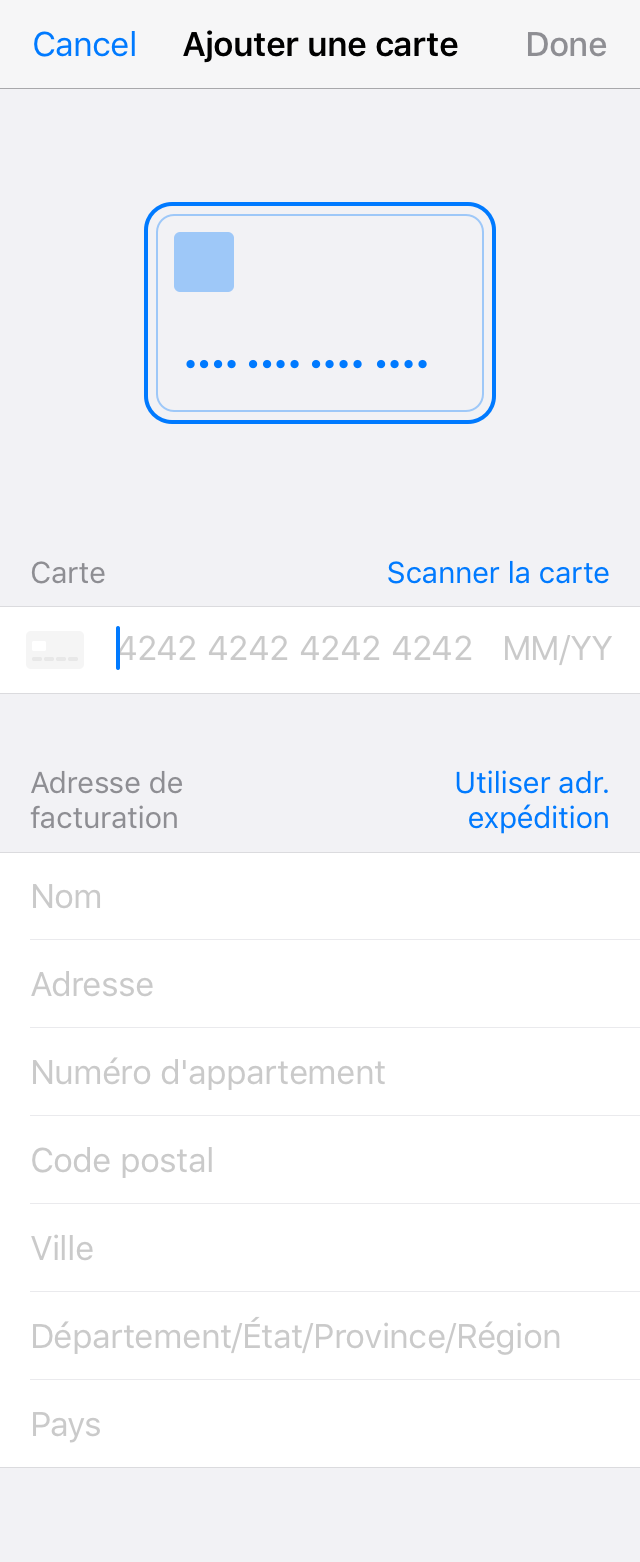 Cancel Ajouter une carte Done
Carte Scanner la carte
4242 4242 4242 4242 MM/YY
Adresse de Utiliser adr.
facturation expédition
Nom
Adresse
Numéro d'appartement
Code postal
Ville
Département/État/Province/Région
Pays